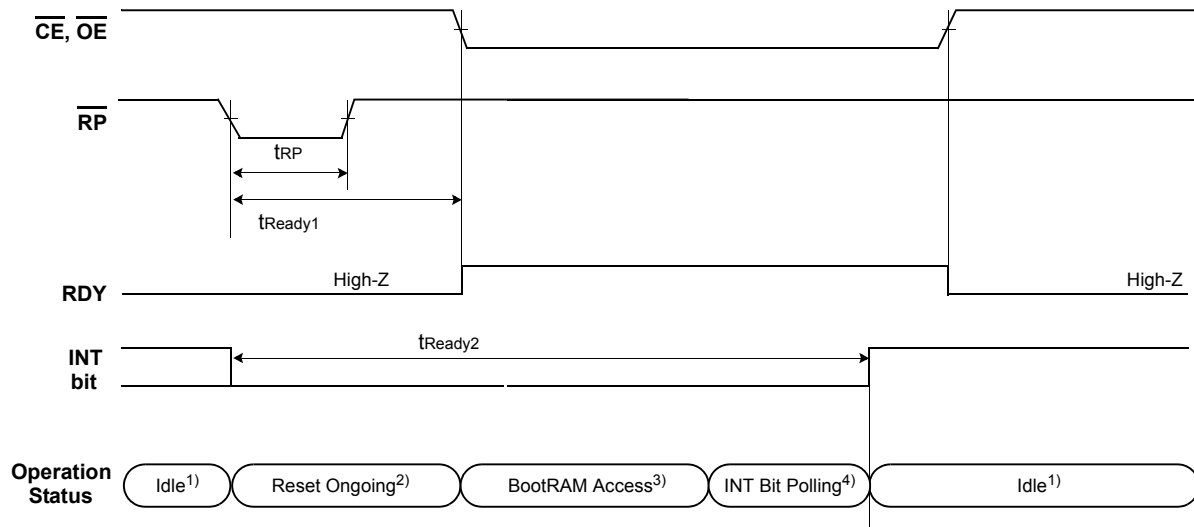 CE, OE
RP
tRP
tReady1
High-Z
RDY
High-Z
tReady2
INT
bit
Operation
Status
Idle1)
Reset Ongoing2)
BootRAM Access3)
INT Bit Polling4)
Idle1)